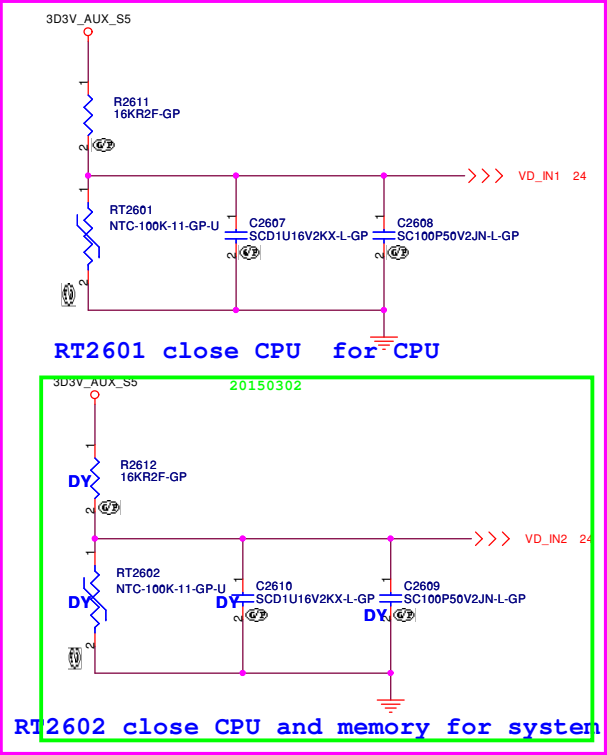 3D3V_AUX_S5
1
R2611
16KR2F-GP
2
G/P
VD_IN1 24
1
RT2601
NTC-100K-11-GP-U
2
1
C2607
SCD1U16V2KX-L-GP
2
G/P
1
C2608
SC100P50V2JN-L-GP
2
G/P
RT2601 close CPU for CPU
3D3V_AUX_S5
20150302
1
R2612
16KR2F-GP
DY
2
G/P
VD_IN2 24
1
RT2602
NTC-100K-11-GP-U
DY
2
1
C2610
SCD1U16V2KX-L-GP
DY
2
G/P
1
C2609
SC100P50V2JN-L-GP
DY
2
G/P
RT2602 close CPU and memory for system